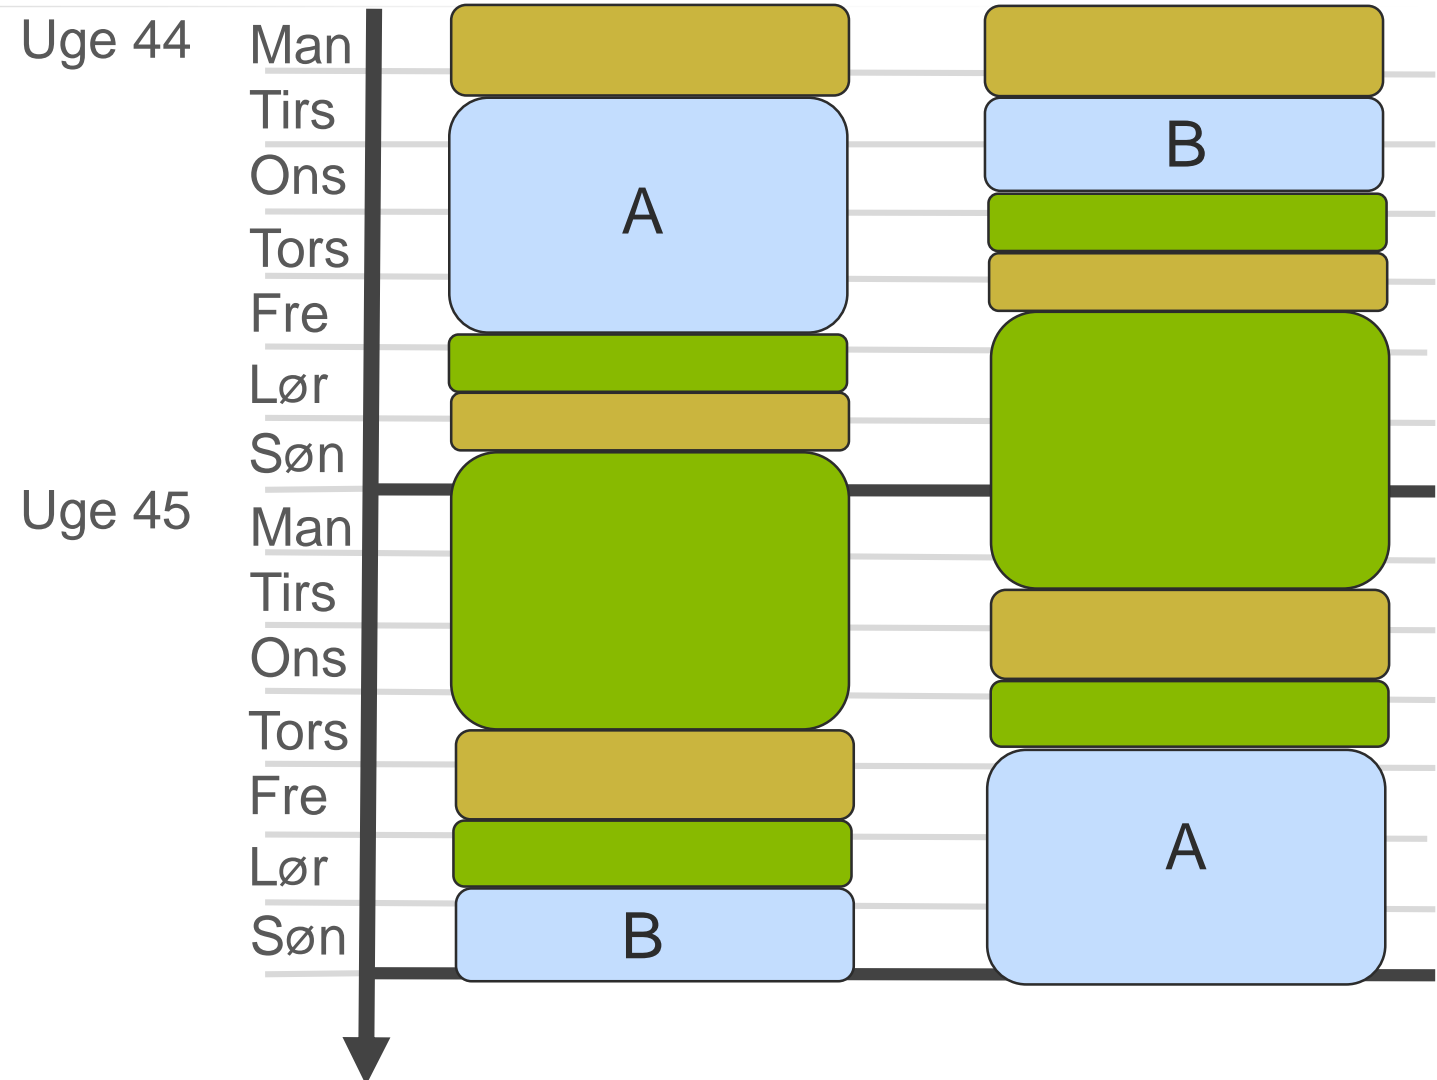 Uge 44
Man
Tirs
B
Ons
A
Tors
Fre
Lør
Søn
Uge 45
Man
Tirs
Ons
Tors
Fre
A
Lør
Søn
B